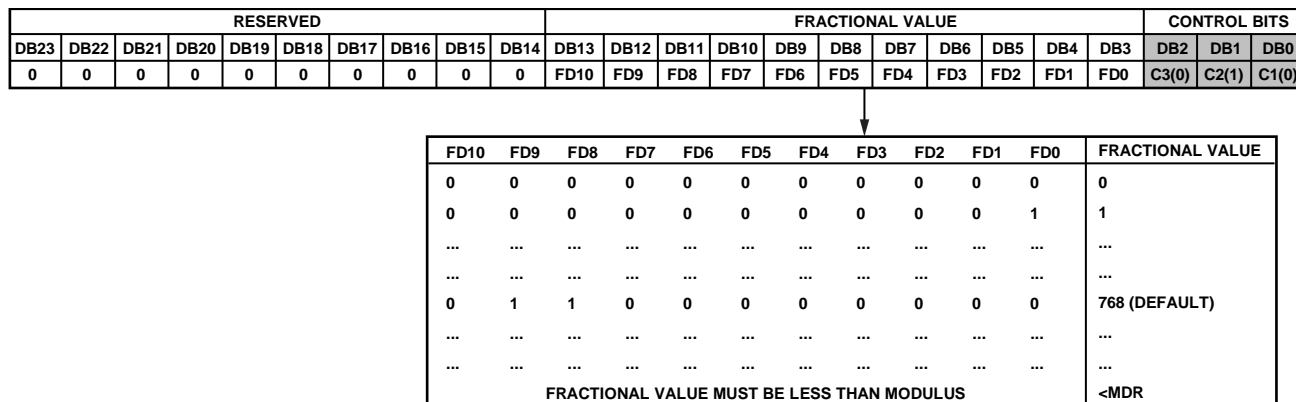 RESERVED FRACTIONAL VALUE CONTROL BITS
DB23 DB22 DB21 DB20 DB19 DB18 DB17 DB16 DB15 DB14 DB13 DB12 DB11 DB10 DB9 DB8 DB7 DB6 DB5 DB4 DB3 DB2 DB1 DB0
0 0 0 0 0 0 0 0 0 0 FD10 FD9 FD8 FD7 FD6 FD5 FD4 FD3 FD2 FD1 FD0 C3(0) C2(1) C1(0)
FD10 FD9 FD8 FD7 FD6 FD5 FD4 FD3 FD2 FD1 FD0 FRACTIONAL VALUE
0 0 0 0 0 0 0 0 0 0 0 0
0 0 0 0 0 0 0 0 0 0 1 1
... ... ... ... ... ... ... ... ... ... ... ...
... ... ... ... ... ... ... ... ... ... ... ...
0 1 1 0 0 0 0 0 0 0 0 768 (DEFAULT)
... ... ... ... ... ... ... ... ... ... ... ...
... ... ... ... ... ... ... ... ... ... ... ...
FRACTIONAL VALUE MUST BE LESS THAN MODULUS <MDR